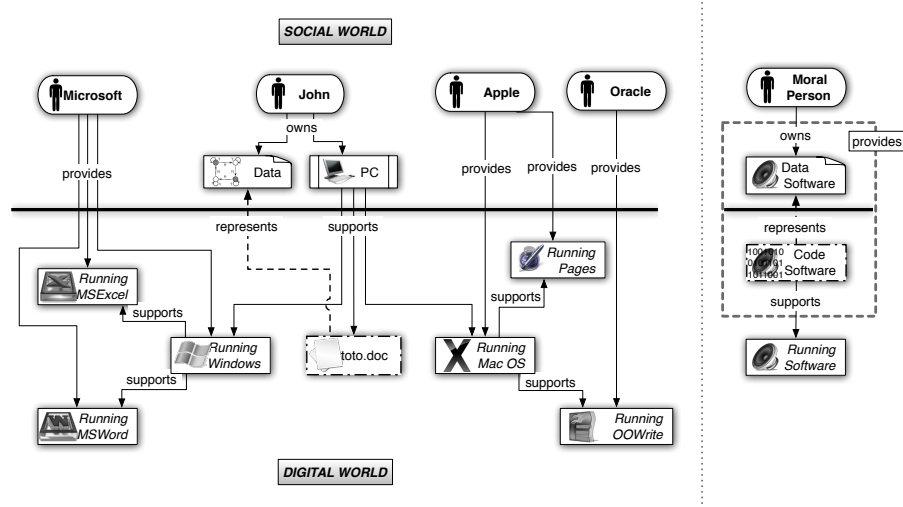 SOCIAL WORLD
Microsoft
John
Apple
Oracle
Moral
Person
owns
owns
provides
provides
provides
provides
provides
Data
PC
Data
Software
represents
supports
represents
Running
Pages
1001010
Code
Software
1011001
Running
MSExcel
supports
supports
supports
Running
Windows
toto.doc
Running
Mac OS
Running
Software
supports
supports
Running
MSWord
Running
OOWrite
DIGITAL WORLD